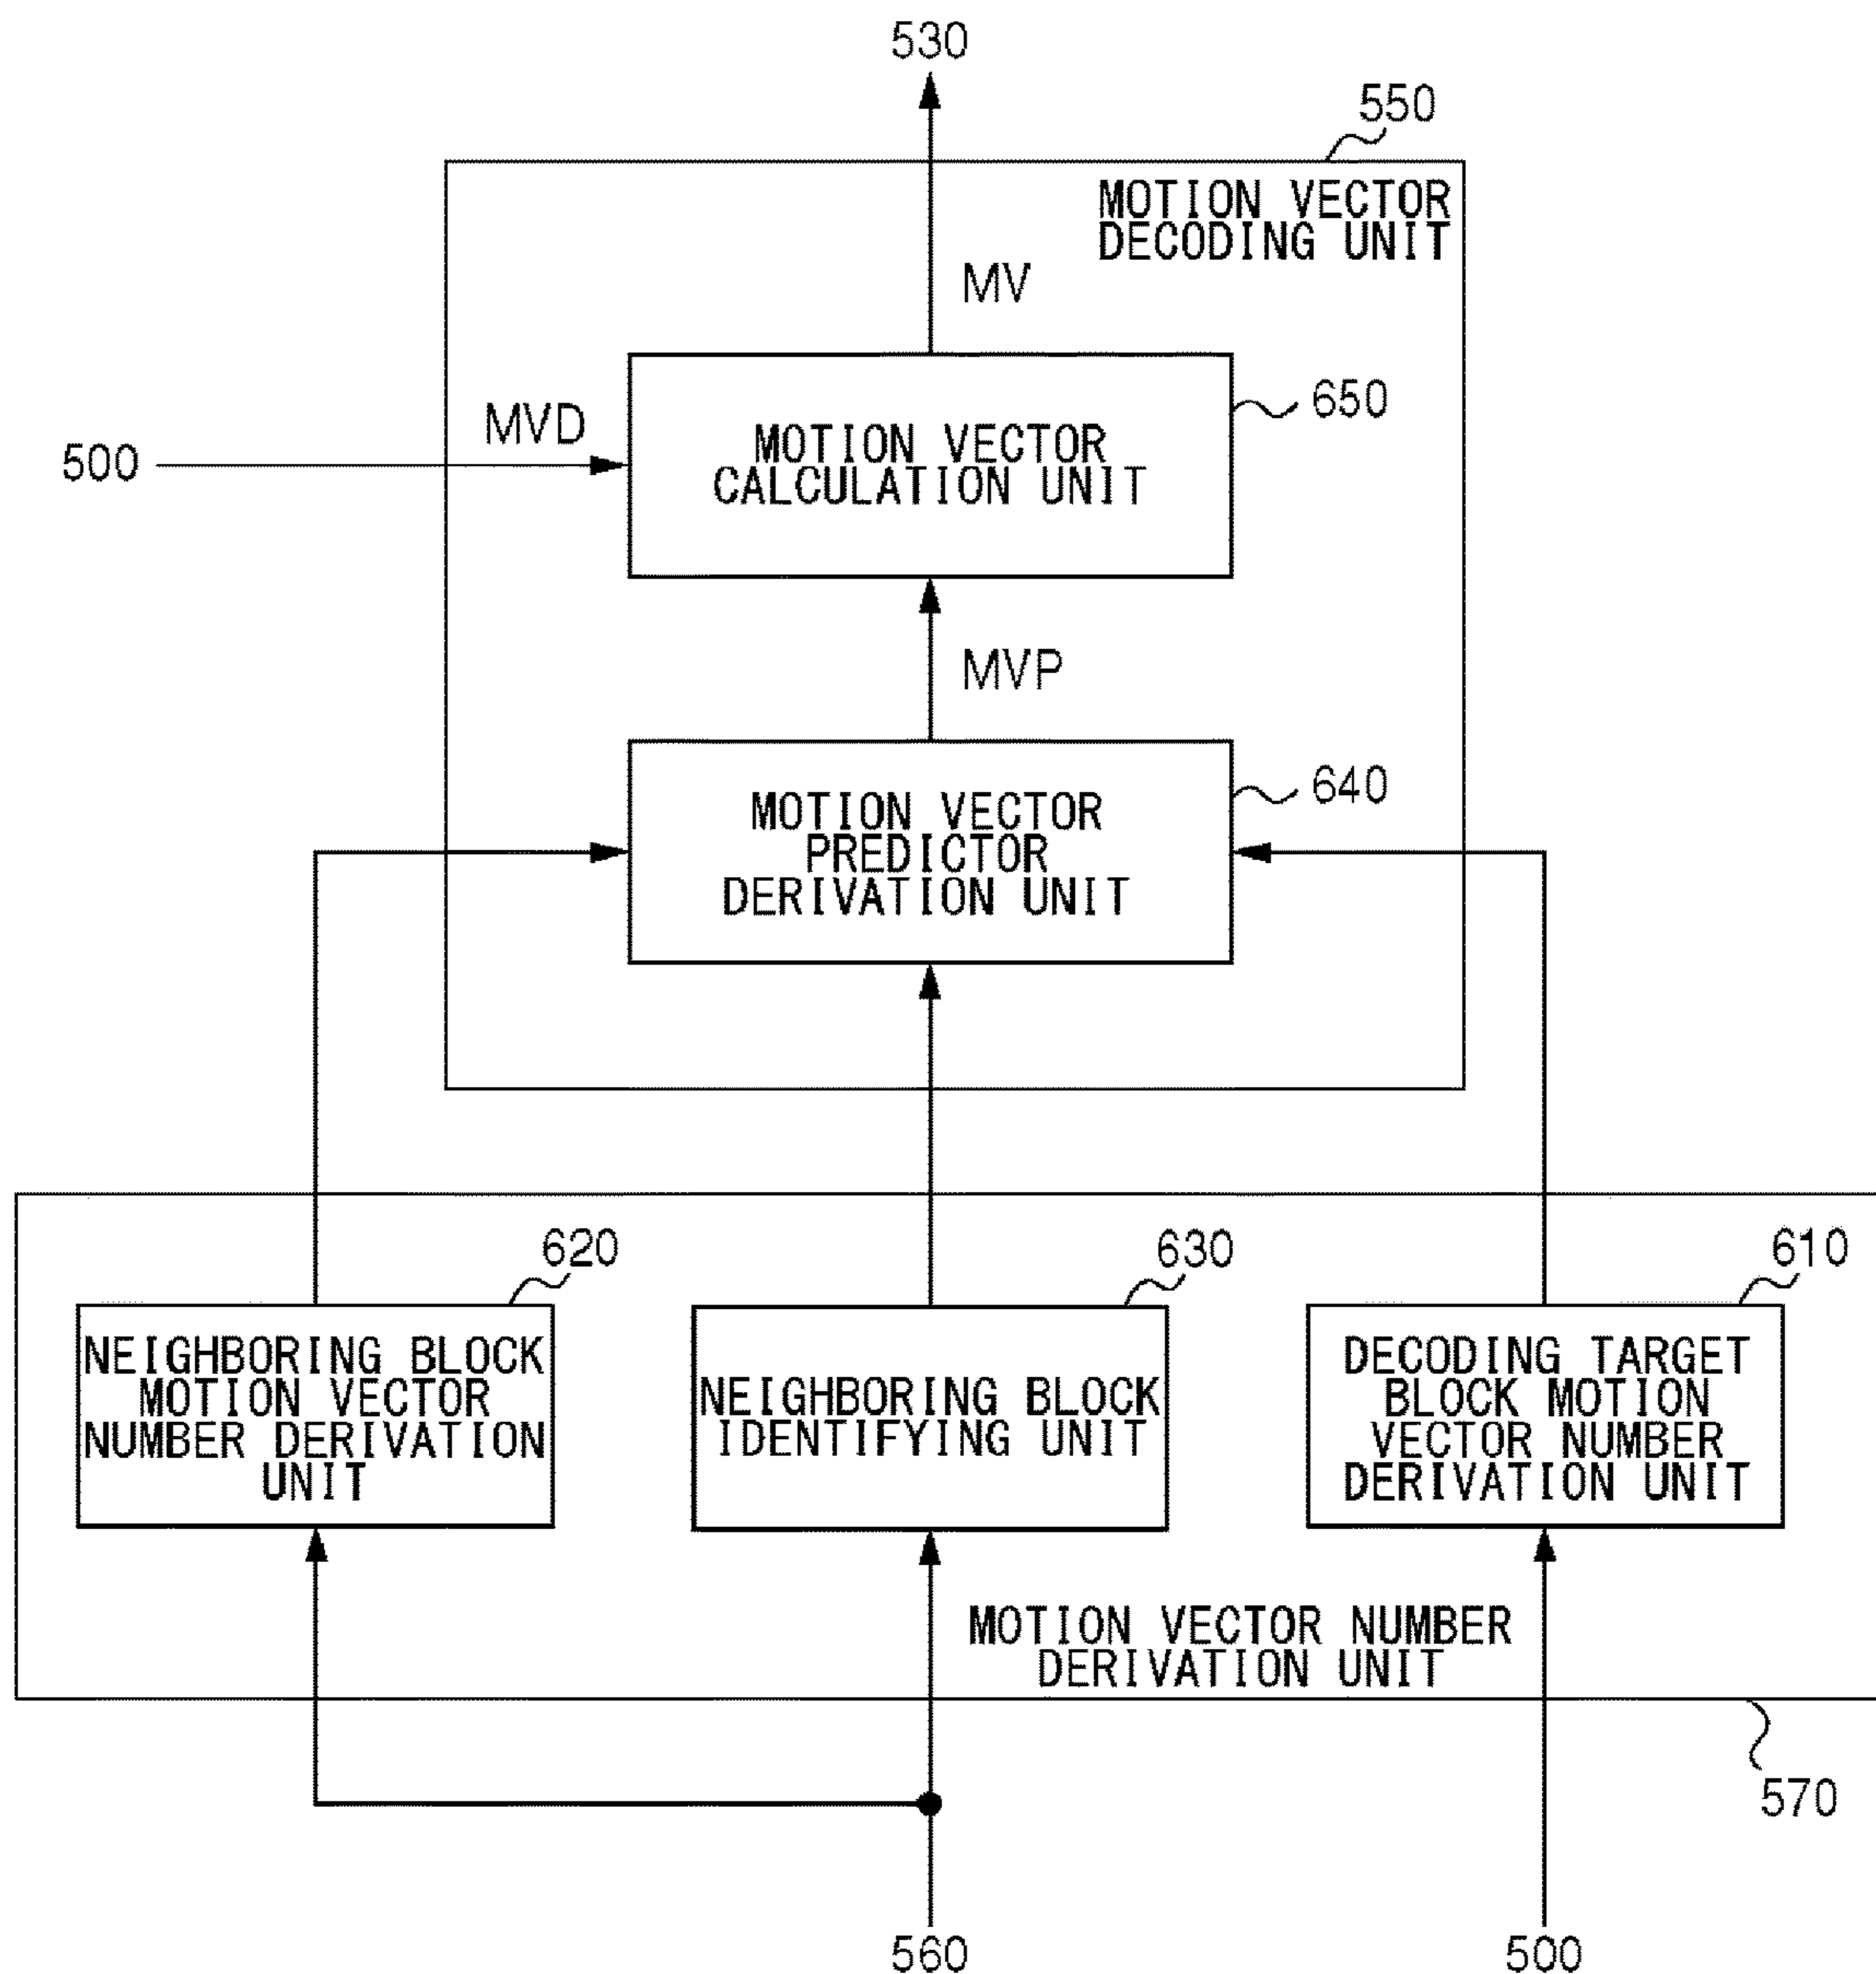 530
550
MOTION VECTOR
DECODING UNIT
MV
650
MVD
500
MOTION VECTOR
CALCULATION UNIT
MVP
640
MOTION VECTOR
PREDICTOR
DERIVATION UNIT
620
630
610
NEIGHBORING BLOCK
MOTION VECTOR
NUMBER DERIVATION
UNIT
NEIGHBORING BLOCK
IDENTIFYING UNIT
DECODING TARGET
BLOCK MOTION
VECTOR NUMBER
DERIVATION UNIT
MOTION VECTOR NUMBER
DERIVATION UNIT
570
560
500